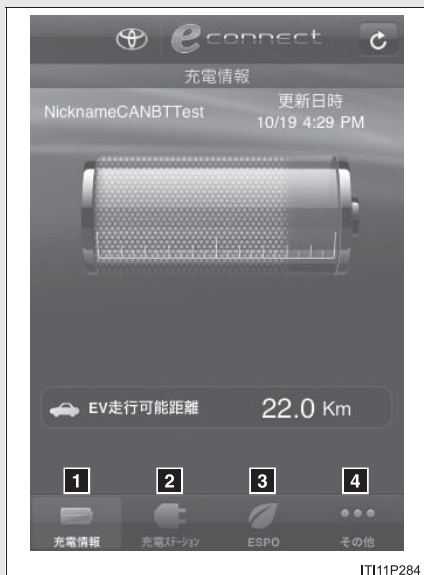 e connect
充電情報
NicknameCANBTTest
更新日時
10/19 4:29 PM
EV走行可能距離 22.0 Km
1 2 3 4
充電情報 充電ステーション ESPO その他
ITI11P284